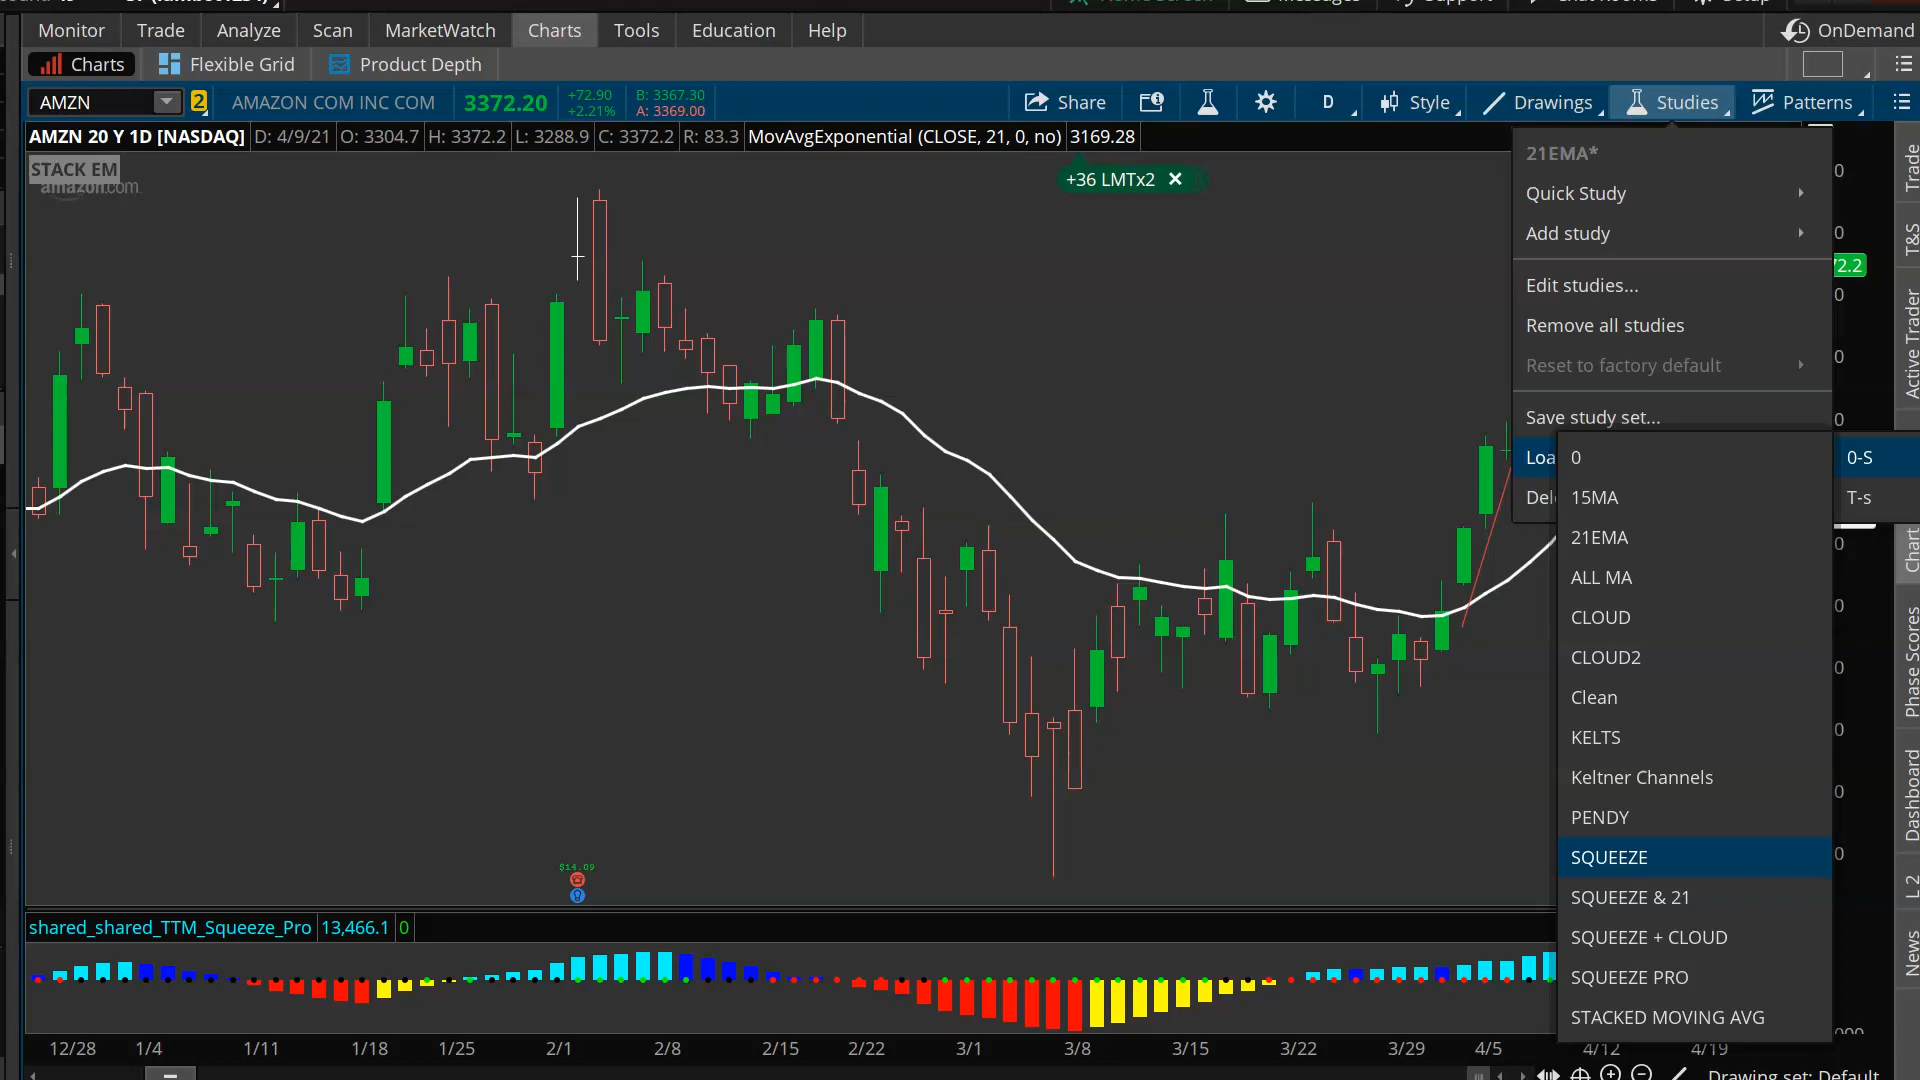 Monitor Trade Analyze Scan MarketWatch Charts Tools Education Help OnDemand
Charts Flexible Grid Product Depth
AMZN 2 AMAZON COM INC COM 3372.20 +72.90 B: 3367.30 Share D Style Drawings Studies Patterns
+2.21% A: 3369.00
AMZN 20 Y 1D [NASDAQ] D: 4/9/21 O: 3304.7 H: 3372.2 L: 3288.9 C: 3372.2 R: 83.3 MovAvgExponential (CLOSE, 21, 0, no) 3169.28
STACK EM
amazon.com.
+36 LMTx2
21EMA*
Quick Study
Add study
Edit studies...
Remove all studies
Reset to factory default
Save study set...
Loa
Del
0
15MA
21EMA
ALL MA
CLOUD
CLOUD2
Clean
KELTS
Keltner Channels
PENDY
SQUEEZE
SQUEEZE & 21
SQUEEZE + CLOUD
SQUEEZE PRO
STACKED MOVING AVG
0-S
T-s
72.2
Trade
T&S
Active Trader
Chart
Phase Scores
Dashboard
L 2
News
$14.09
shared_shared_TTM_Squeeze_Pro 13,466.1 0
12/28 1/4 1/11 1/18 1/25 2/1 2/8 2/15 2/22 3/1 3/8 3/15 3/22 3/29 4/5 4/12 4/19
Drawing set: Default